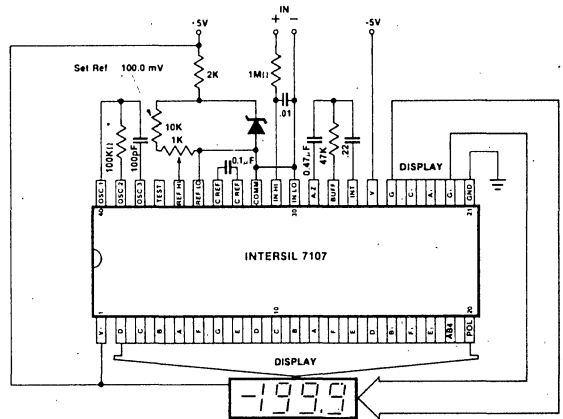 IN
·5V
+ −
-5V
Set Ref 100.0 mV
2K
1MΩ
.01
10K
1K
100KΩ
100pF
0.1µF
0.47µF
47K
.22
DISPLAY
OSC 1
OSC 2
OSC 3
TEST
REF HI
REF LO
C REF
C REF
COMM
IN HI
IN LO
A.Z
BUFF
INT
V
G
C
A
G
GND
40
30
21
INTERSIL 7107
1
10
20
V
D
C
B
A
F
G
E
D
C
B
A
F
E
D
B
F
E
AB4
POL
DISPLAY
-199.9